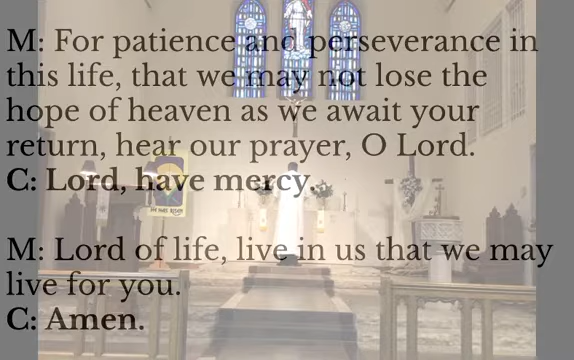 M: For patience and perseverance in
this life, that we may not lose the
hope of heaven as we await your
return, hear our prayer, O Lord.
C: Lord, have mercy.
M: Lord of life, live in us that we may
live for you.
C: Amen.